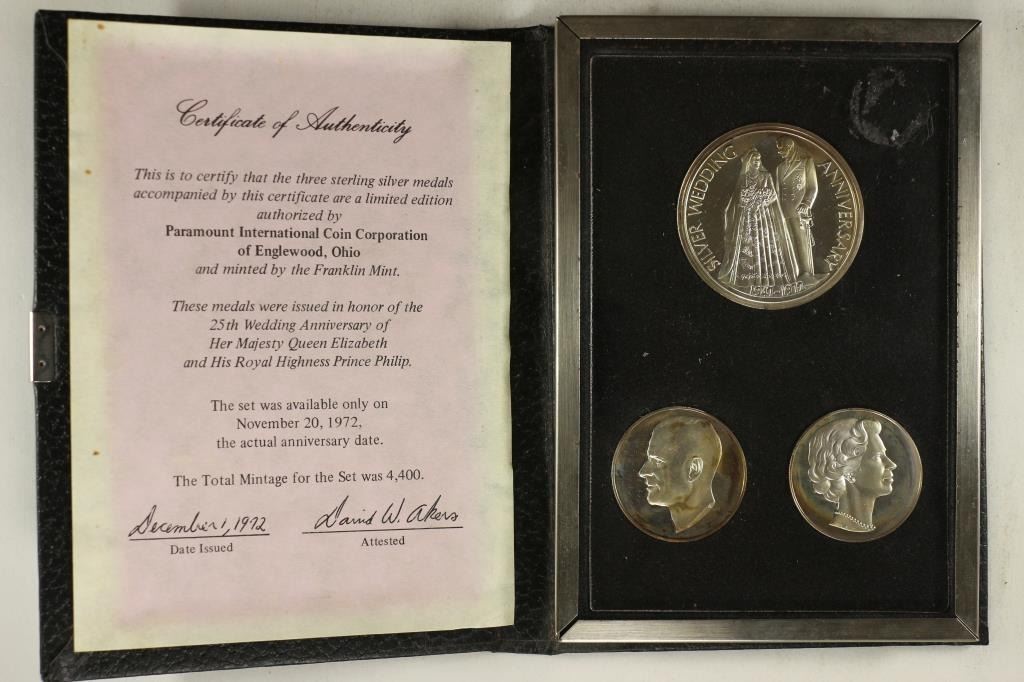 Certificate of Authenticity
This is to certify that the three sterling silver medals
accompanied by this certificate are a limited edition
authorized by
Paramount International Coin Corporation
of Englewood, Ohio
and minted by the Franklin Mint.
These medals were issued in honor of the
25th Wedding Anniversary of
Her Majesty Queen Elizabeth
and His Royal Highness Prince Philip.
The set was available only on
November 20, 1972,
the actual anniversary date.
The Total Mintage for the Set was 4,400.
December 1, 1972
Date Issued
David W. Akers
Attested
SILVER WEDDING ANNIVERSARY
1947-1972